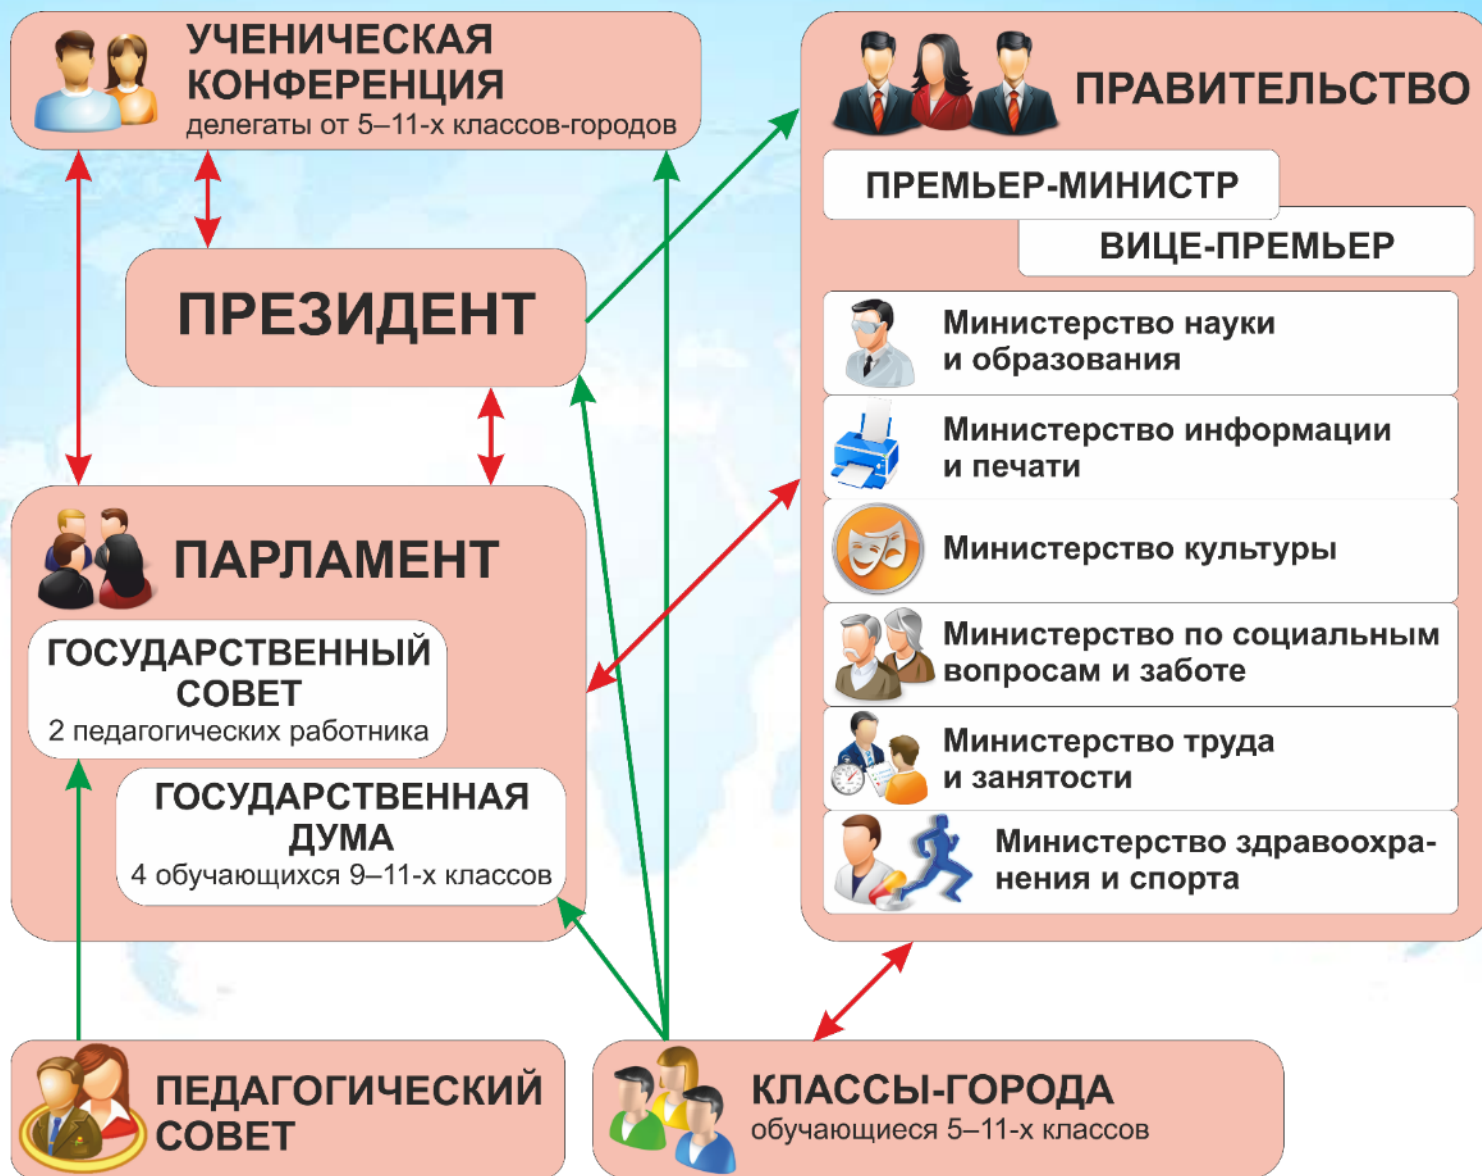 УЧЕНИЧЕСКАЯ
КОНФЕРЕНЦИЯ
делегаты от 5–11-х классов-городов
ПРЕЗИДЕНТ
ПАРЛАМЕНТ
ГОСУДАРСТВЕННЫЙ
СОВЕТ
2 педагогических работника
ГОСУДАРСТВЕННАЯ
ДУМА
4 обучающихся 9–11-х классов
ПЕДАГОГИЧЕСКИЙ
СОВЕТ
ПРАВИТЕЛЬСТВО
ПРЕМЬЕР-МИНИСТР
ВИЦЕ-ПРЕМЬЕР
Министерство науки
и образования
Министерство информации
и печати
Министерство культуры
Министерство по социальным
вопросам и заботе
Министерство труда
и занятости
Министерство здравоохра-
нения и спорта
КЛАССЫ-ГОРОДА
обучающиеся 5–11-х классов